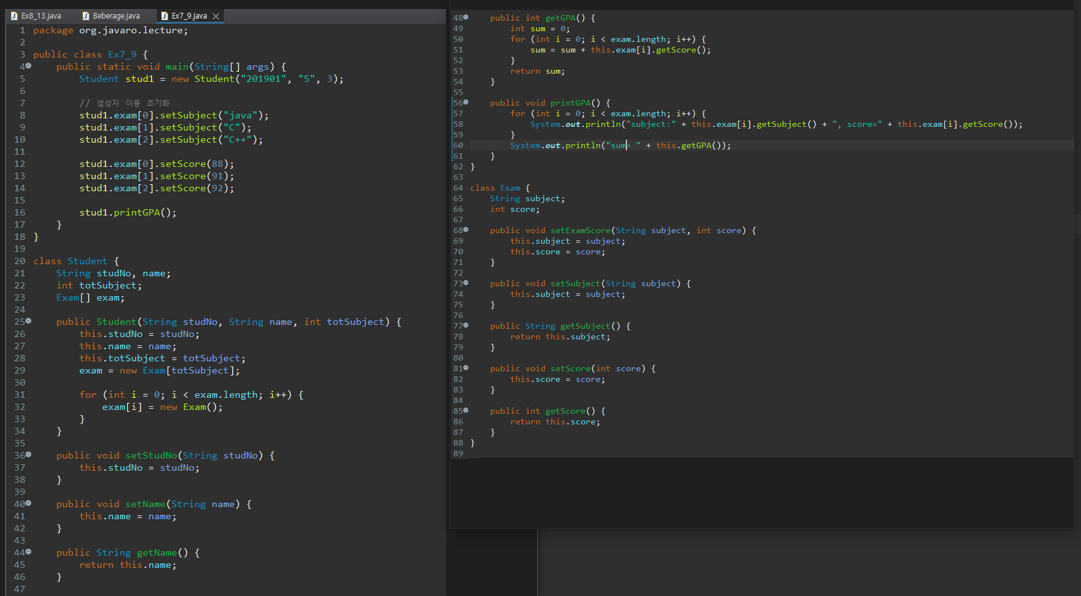 Ex8_13.java
Beberage.java
Ex7_9.java
1 package org.javaro.lecture;
2
3 public class Ex7_9 {
4 public static void main(String[] args) {
5 Student stud1 = new Student("201901", "5", 3);
6
7 // 생성자 이용 초기화
8 stud1.exam[0].setSubject("java");
9 stud1.exam[1].setSubject("C");
10 stud1.exam[2].setSubject("C++");
11
12 stud1.exam[0].setScore(88);
13 stud1.exam[1].setScore(91);
14 stud1.exam[2].setScore(92);
15
16 stud1.printGPA();
17 }
18 }
19
20 class Student {
21 String studNo, name;
22 int totSubject;
23 Exam[] exam;
24
25 public Student(String studNo, String name, int totSubject) {
26 this.studNo = studNo;
27 this.name = name;
28 this.totSubject = totSubject;
29 exam = new Exam[totSubject];
30
31 for (int i = 0; i < exam.length; i++) {
32 exam[i] = new Exam();
33 }
34 }
35
36 public void setStudNo(String studNo) {
37 this.studNo = studNo;
38 }
39
40 public void setName(String name) {
41 this.name = name;
42 }
43
44 public String getName() {
45 return this.name;
46 }
47
48 public int getGPA() {
49 int sum = 0;
50 for (int i = 0; i < exam.length; i++) {
51 sum = sum + this.exam[i].getScore();
52 }
53 return sum;
54 }
55
56 public void printGPA() {
57 for (int i = 0; i < exam.length; i++) {
58 System.out.println("subject:" + this.exam[i].getSubject() + ", score=" + this.exam[i].getScore());
59 }
60 System.out.println("sum= " + this.getGPA());
61 }
62 }
63
64 class Exam {
65 String subject;
66 int score;
67
68 public void setExamScore(String subject, int score) {
69 this.subject = subject;
70 this.score = score;
71 }
72
73 public void setSubject(String subject) {
74 this.subject = subject;
75 }
76
77 public String getSubject() {
78 return this.subject;
79 }
80
81 public void setScore(int score) {
82 this.score = score;
83 }
84
85 public int getScore() {
86 return this.score;
87 }
88 }
89